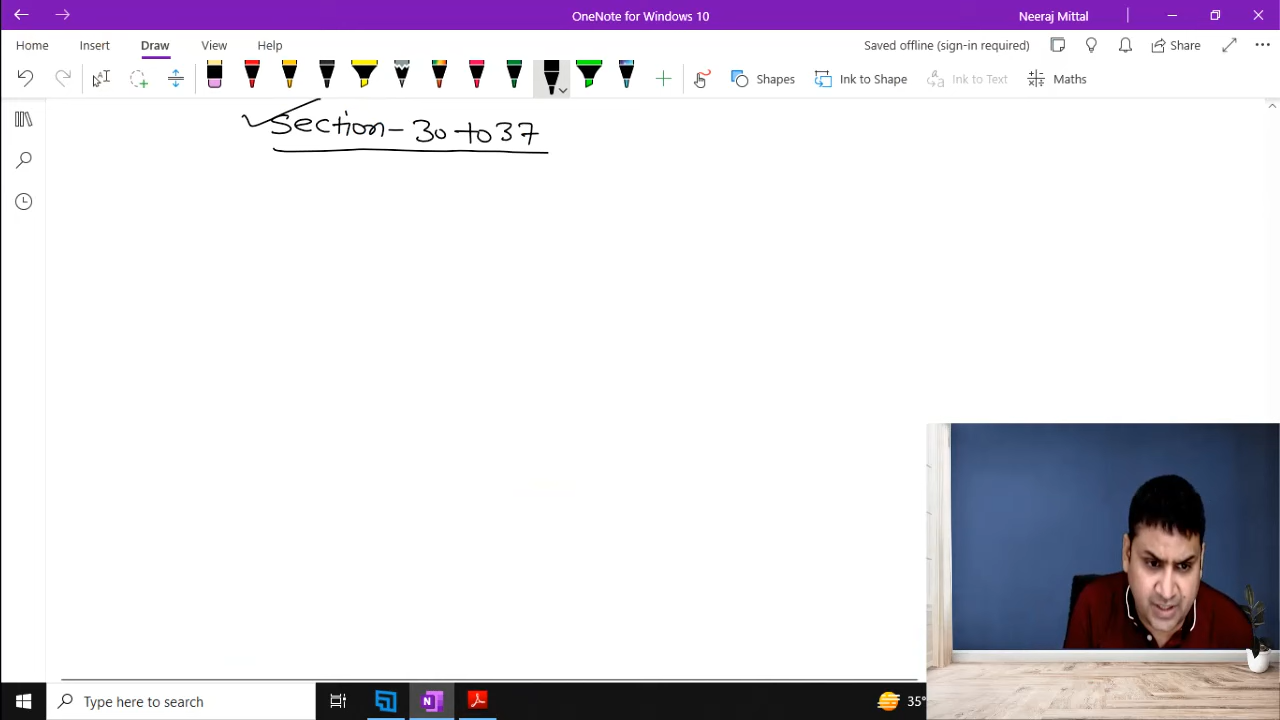 OneNote for Windows 10
Neeraj Mittal
Home Insert Draw View Help
Saved offline (sign-in required) Share
Shapes Ink to Shape Ink to Text Maths
Section - 30 to 37
Type here to search
35°